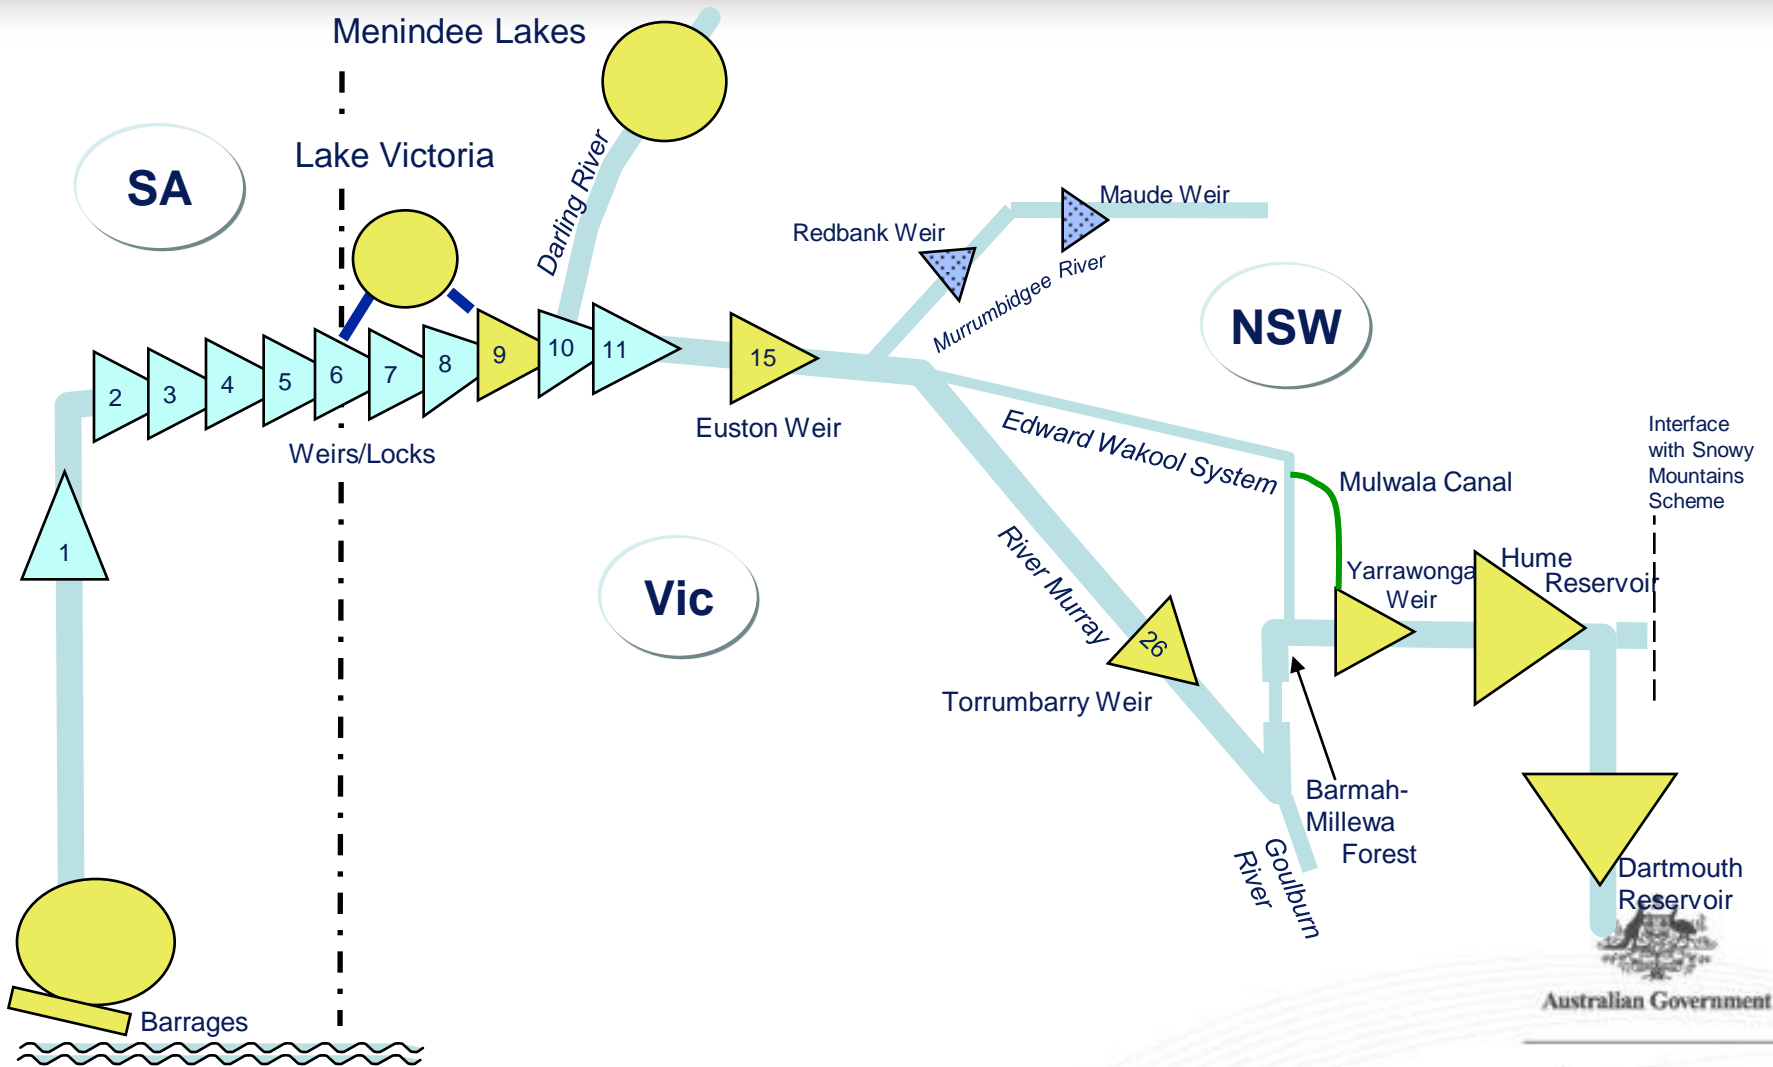 Menindee Lakes
SA
Lake Victoria
Darling River
Maude Weir
Redbank Weir
Murrumbidgee River
NSW
1
2
3
4
5
6
7
8
9
10
11
15
Weirs/Locks
Euston Weir
Edward Wakool System
Interface
with Snowy
Mountains
Scheme
Mulwala Canal
River Murray
Vic
Yarrawonga
Weir
Hume
Reservoir
26
Torrumbarry Weir
Barmah-
Millewa
Forest
Goulburn
River
Dartmouth
Reservoir
Australian Government
Barrages